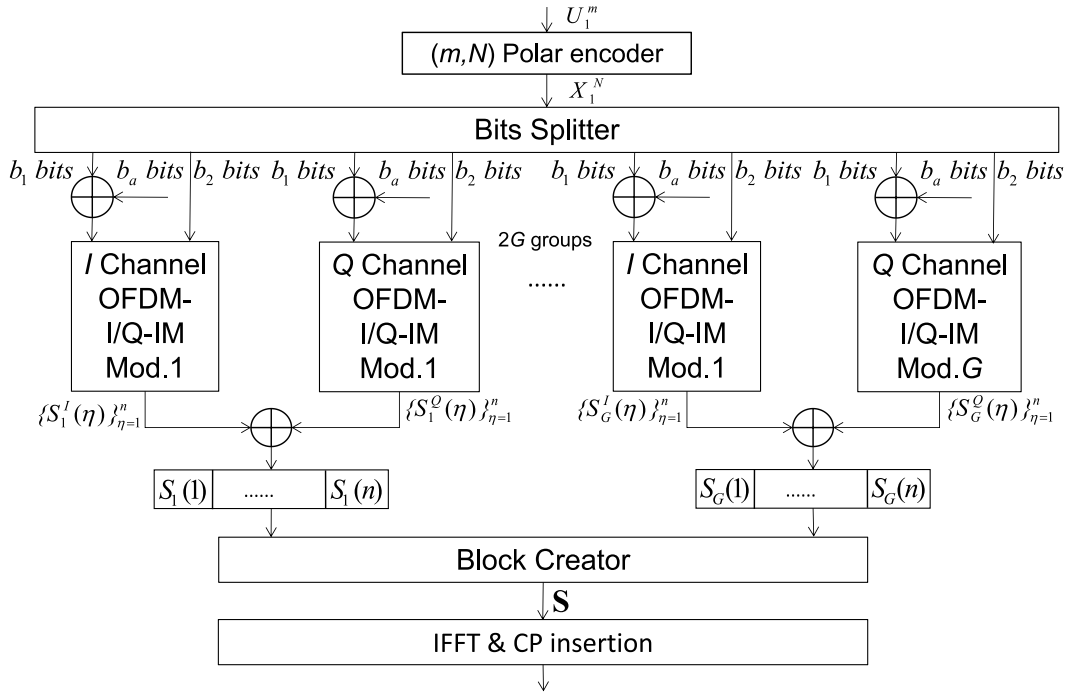 U_1^m
(m,N) Polar encoder
X_1^N
Bits Splitter
b_1 bits b_a bits b_2 bits b_1 bits b_a bits b_2 bits b_1 bits b_a bits b_2 bits b_1 bits b_a bits b_2 bits
I Channel OFDM- I/Q-IM Mod.1
Q Channel OFDM- I/Q-IM Mod.1
2G groups
......
I Channel OFDM- I/Q-IM Mod.1
Q Channel OFDM- I/Q-IM Mod.G
{S_1^I(η)}_{η=1}^n {S_1^Q(η)}_{η=1}^n {S_G^I(η)}_{η=1}^n {S_G^Q(η)}_{η=1}^n
S_1(1) ...... S_1(n) S_G(1) ...... S_G(n)
Block Creator
S
IFFT & CP insertion